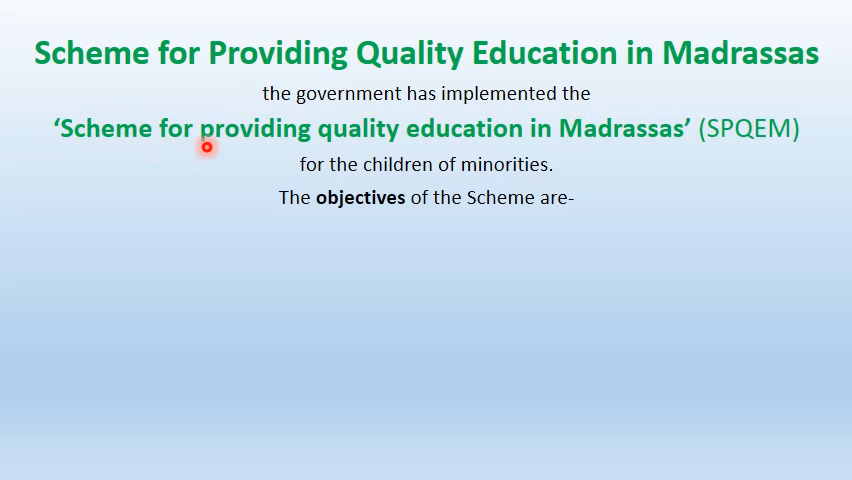 Scheme for Providing Quality Education in Madrassas
the government has implemented the
‘Scheme for providing quality education in Madrassas’ (SPQEM)
for the children of minorities.
The objectives of the Scheme are-